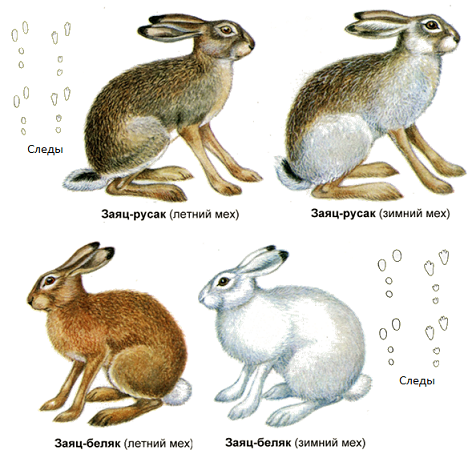 Следы
Заяц-русак (летний мех)
Заяц-русак (зимний мех)
Следы
Заяц-беляк (летний мех)
Заяц-беляк (зимний мех)